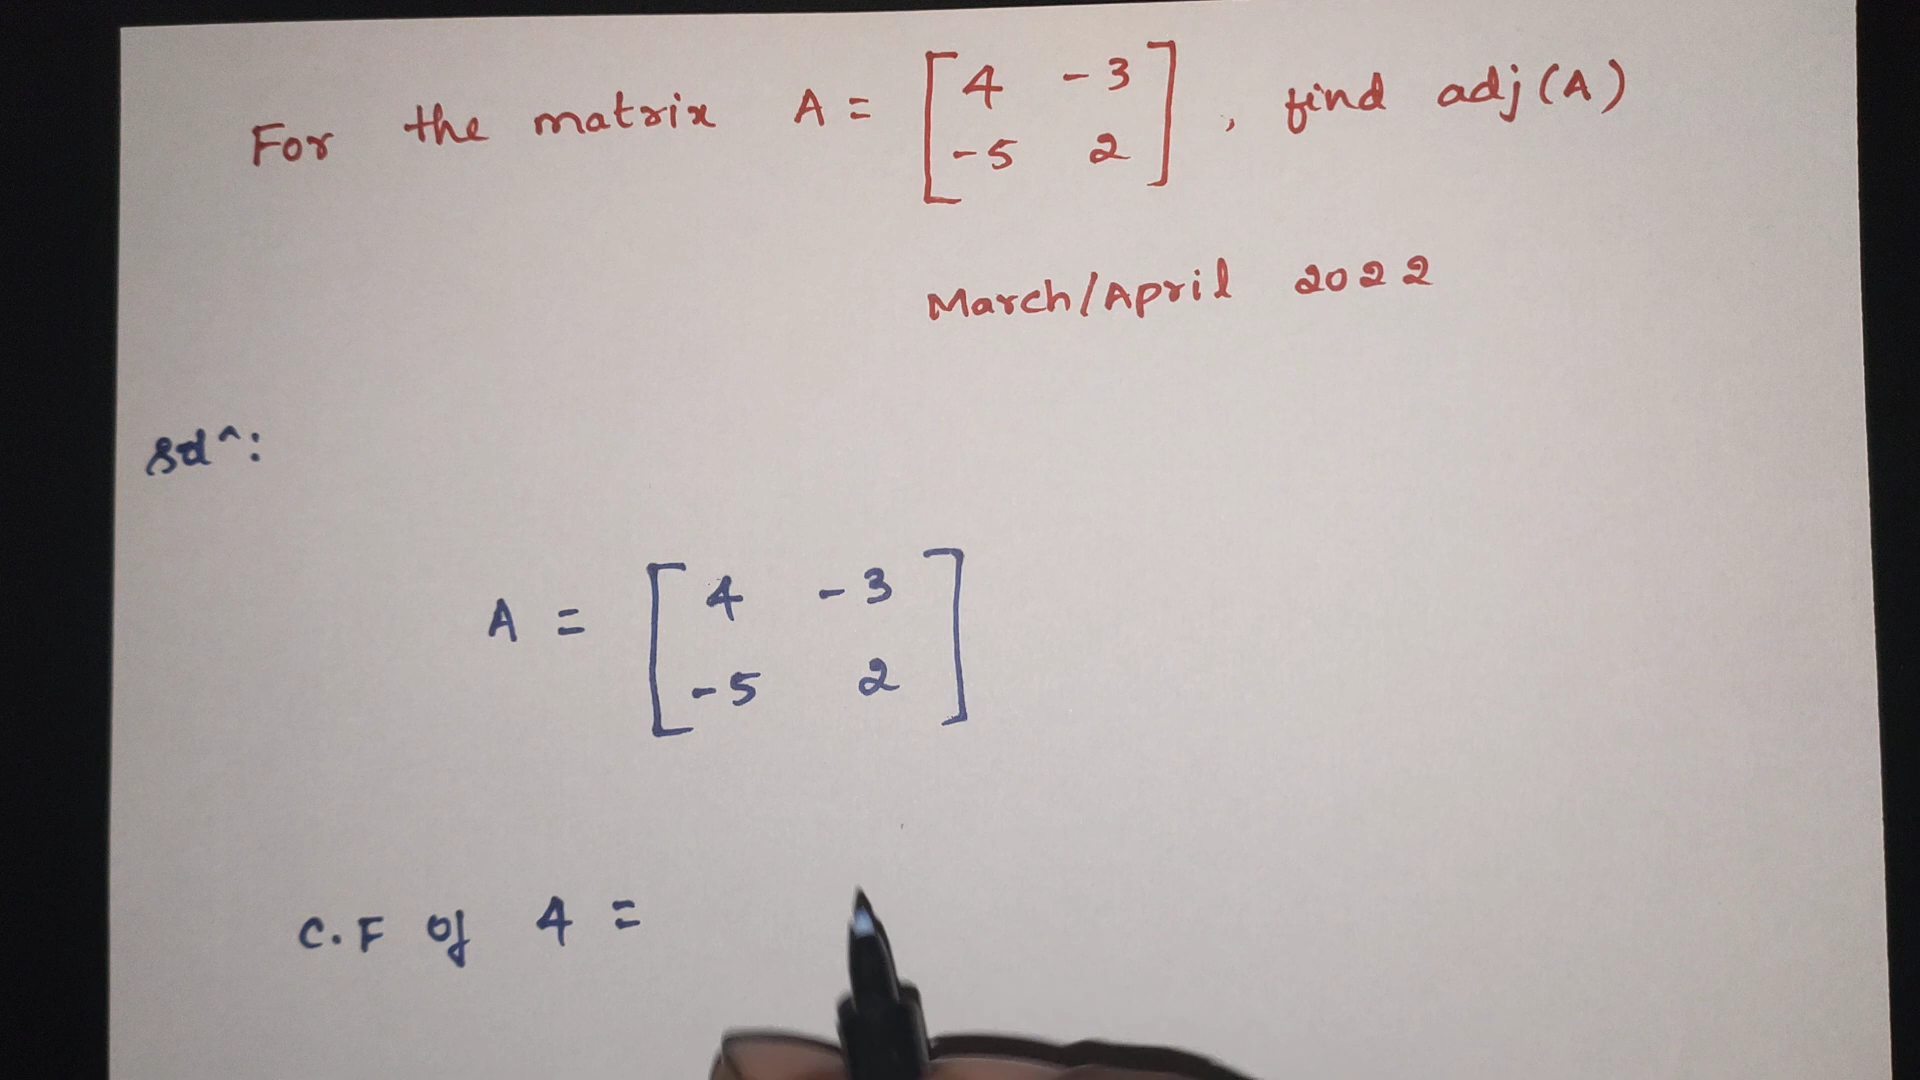 For the matrix A = [ 4 -3
-5 2 ] , find adj (A)
March/April 2022
Sol^:
A = [ 4 -3
-5 2 ]
C.F of 4 =